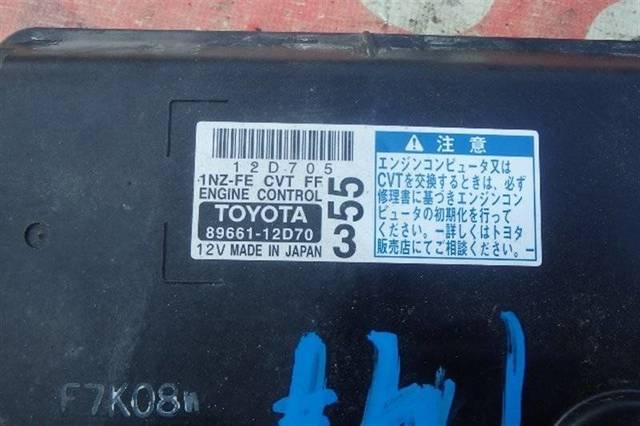 12D705
1NZ-FE CVT FF
ENGINE CONTROL
TOYOTA
89661-12D70
12V MADE IN JAPAN
355
注意
エンジンコンピュータ又は
CVTを交換するときは、必ず
修理書に基づきエンジンコン
ピュータの初期化を行って
ください。ー詳しくはトヨタ
販売店にてご相談ください。
F7K08W